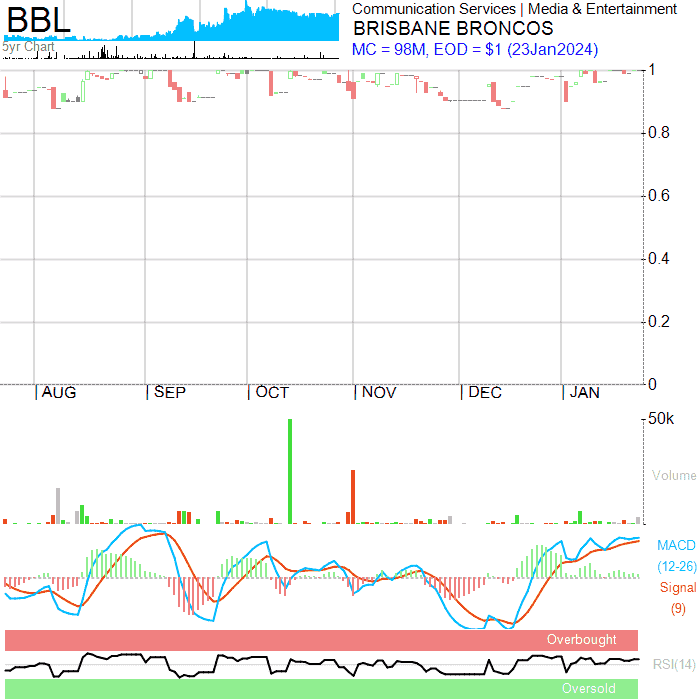 BBL
5yr Chart
Communication Services | Media & Entertainment
BRISBANE BRONCOS
MC = 98M, EOD = $1 (23Jan2024)
1
0.8
0.6
0.4
0.2
0
AUG SEP OCT NOV DEC JAN
50k
Volume
MACD
(12-26)
Signal
(9)
Overbought
RSI(14)
Oversold